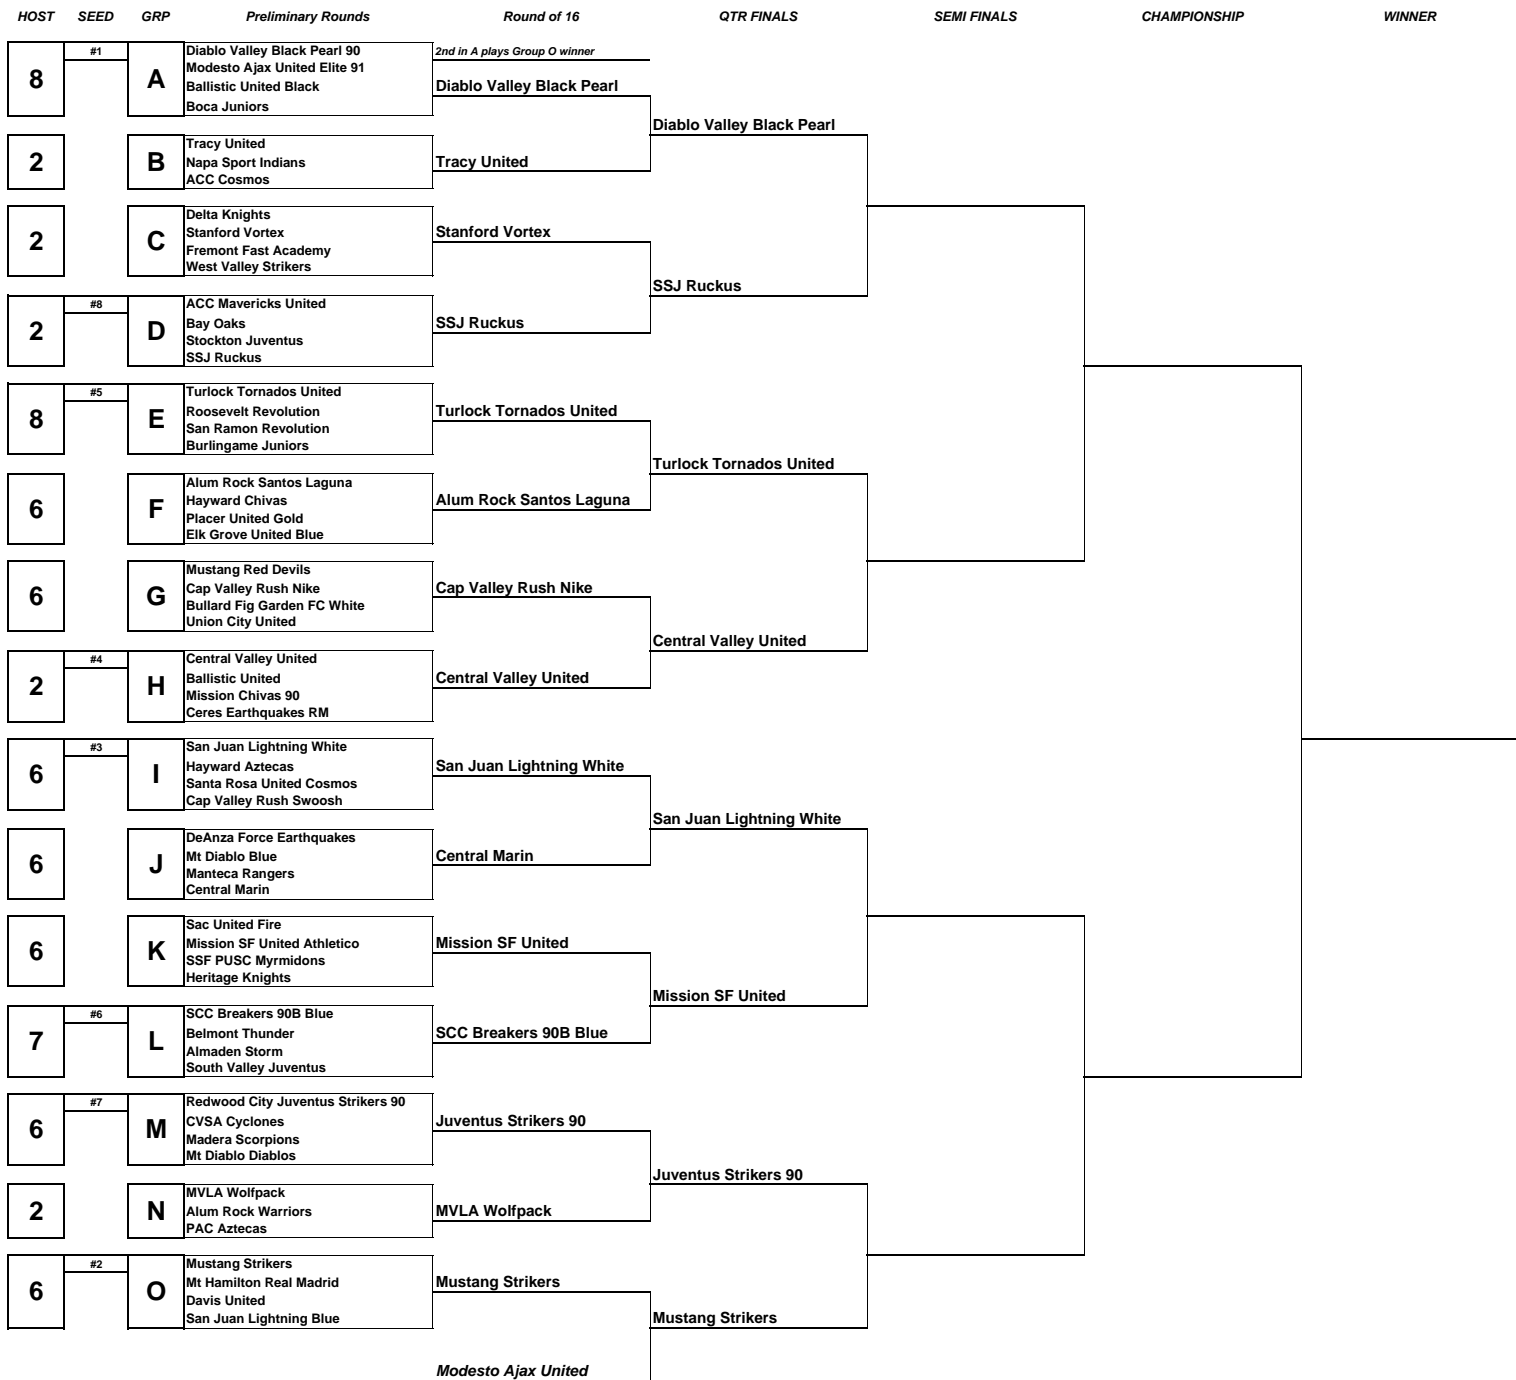 HOST SEED GRP Preliminary Rounds Round of 16 QTR FINALS SEMI FINALS CHAMPIONSHIP WINNER
#1 Diablo Valley Black Pearl 90 2nd in A plays Group O winner
8 A Modesto Ajax United Elite 91
Ballistic United Black Diablo Valley Black Pearl
Boca Juniors
Diablo Valley Black Pearl
Tracy United
2 B Napa Sport Indians Tracy United
ACC Cosmos
Delta Knights
2 C Stanford Vortex Stanford Vortex
Fremont Fast Academy
West Valley Strikers
SSJ Ruckus
#8 ACC Mavericks United
2 D Bay Oaks SSJ Ruckus
Stockton Juventus
SSJ Ruckus
#5 Turlock Tornados United
8 E Roosevelt Revolution Turlock Tornados United
San Ramon Revolution
Burlingame Juniors
Turlock Tornados United
Alum Rock Santos Laguna
6 F Hayward Chivas Alum Rock Santos Laguna
Placer United Gold
Elk Grove United Blue
Mustang Red Devils
6 G Cap Valley Rush Nike Cap Valley Rush Nike
Bullard Fig Garden FC White
Union City United
Central Valley United
#4 Central Valley United
2 H Ballistic United Central Valley United
Mission Chivas 90
Ceres Earthquakes RM
#3 San Juan Lightning White
6 I Hayward Aztecas San Juan Lightning White
Santa Rosa United Cosmos
Cap Valley Rush Swoosh
San Juan Lightning White
DeAnza Force Earthquakes
6 J Mt Diablo Blue Central Marin
Manteca Rangers
Central Marin
Sac United Fire
6 K Mission SF United Athletico Mission SF United
SSF PUSC Myrmidons
Heritage Knights
Mission SF United
#6 SCC Breakers 90B Blue
7 L Belmont Thunder SCC Breakers 90B Blue
Almaden Storm
South Valley Juventus
#7 Redwood City Juventus Strikers 90
6 M CVSA Cyclones Juventus Strikers 90
Madera Scorpions
Mt Diablo Diablos
Juventus Strikers 90
MVLA Wolfpack
2 N Alum Rock Warriors MVLA Wolfpack
PAC Aztecas
#2 Mustang Strikers
6 O Mt Hamilton Real Madrid Mustang Strikers
Davis United
San Juan Lightning Blue Mustang Strikers
Modesto Ajax United